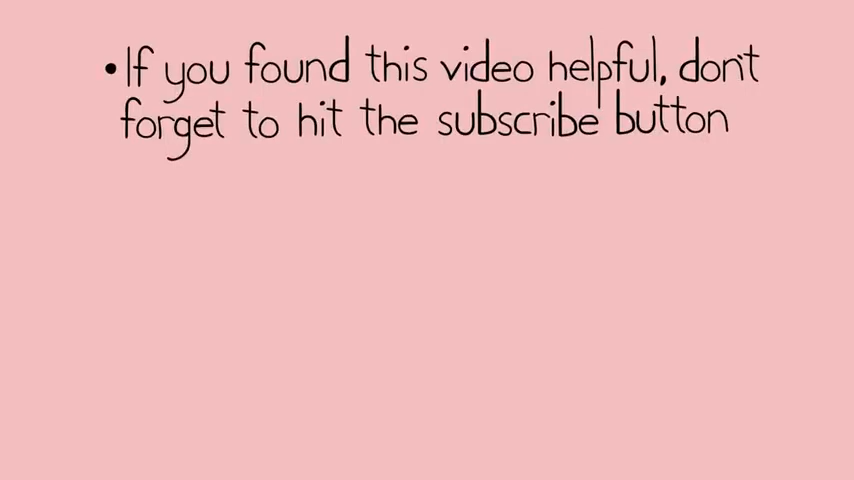 •If you found this video helpful, don't
forget to hit the subscribe button